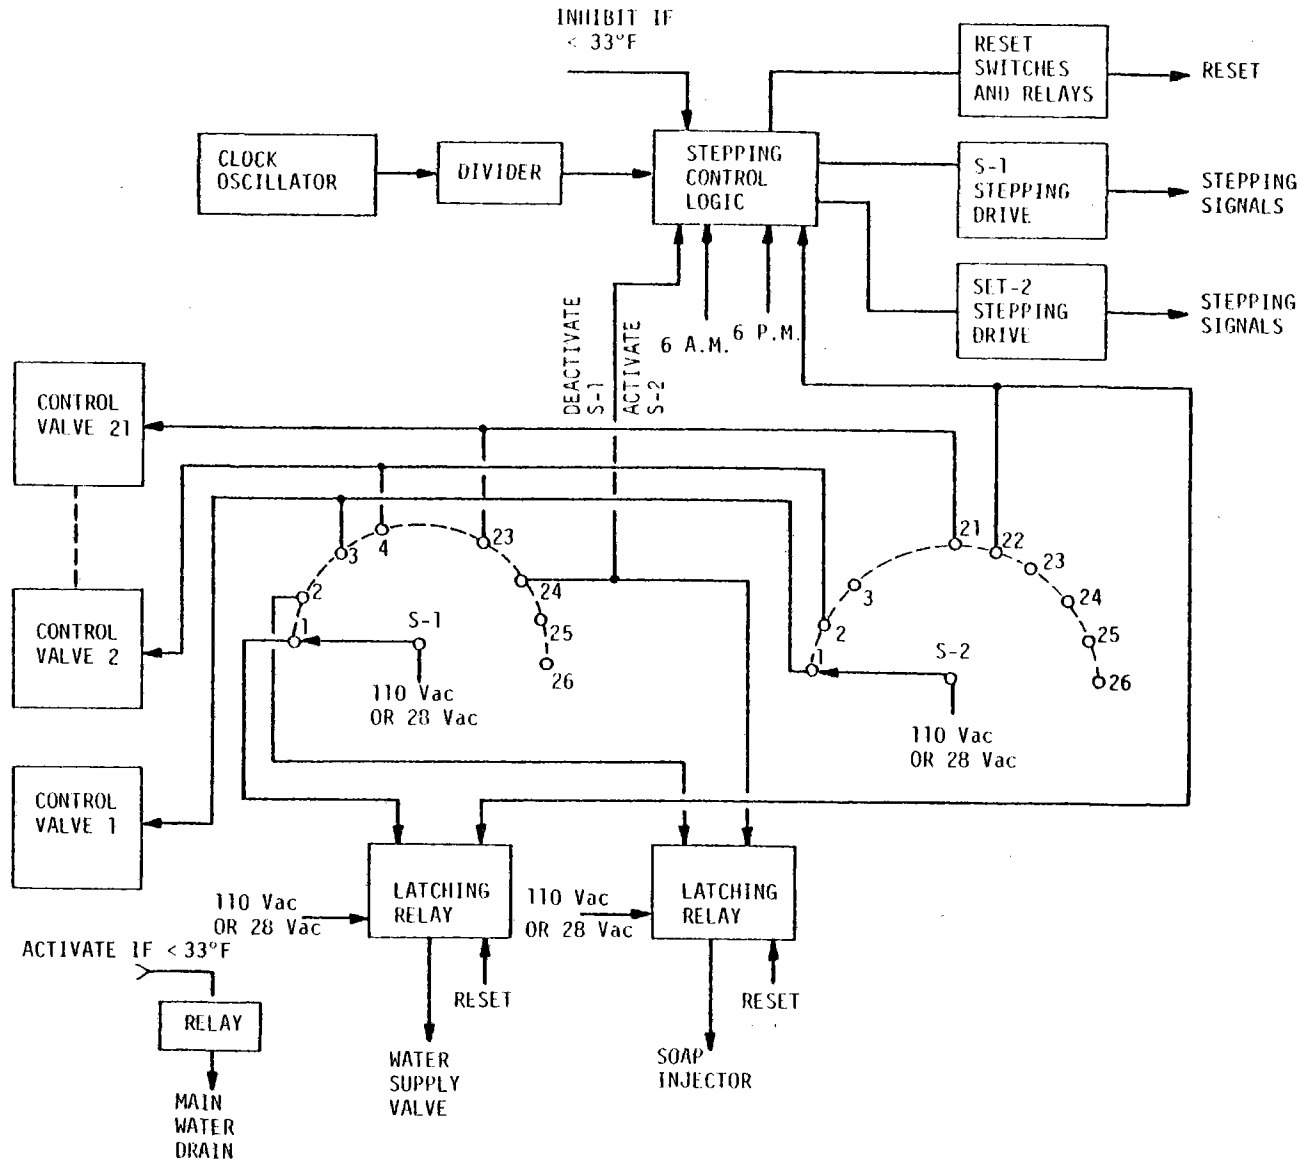 INHIBIT IF
< 33°F
RESET
SWITCHES
AND RELAYS
RESET
CLOCK
OSCILLATOR
DIVIDER
STEPPING
CONTROL
LOGIC
S-1
STEPPING
DRIVE
STEPPING
SIGNALS
SET-2
STEPPING
DRIVE
STEPPING
SIGNALS
DEACTIVATE
S-1
ACTIVATE
S-2
6 A.M.
6 P.M.
CONTROL
VALVE 21
CONTROL
VALVE 2
CONTROL
VALVE 1
1
2
3
4
23
24
25
26
S-1
110 Vac
OR 28 Vac
1
2
3
21
22
23
24
25
26
S-2
110 Vac
OR 28 Vac
110 Vac
OR 28 Vac
LATCHING
RELAY
RESET
WATER
SUPPLY
VALVE
110 Vac
OR 28 Vac
LATCHING
RELAY
RESET
SOAP
INJECTOR
ACTIVATE IF < 33°F
RELAY
MAIN
WATER
DRAIN